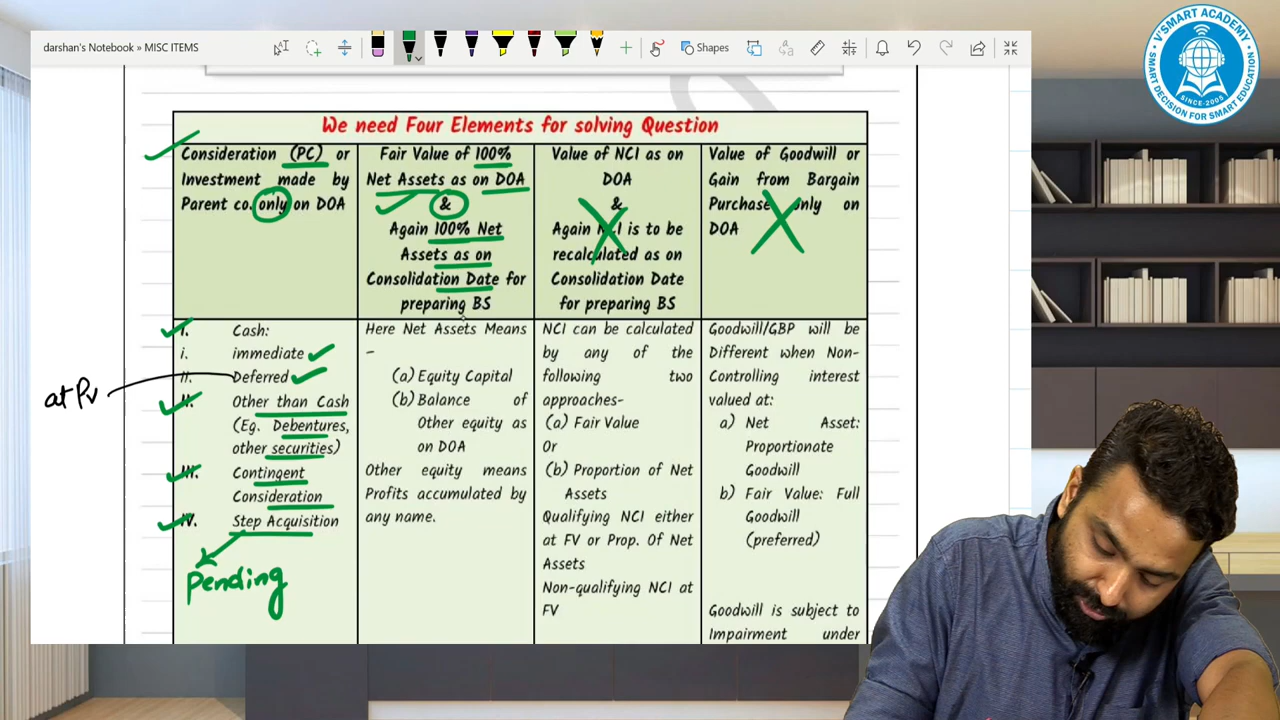 darshan's Notebook » MISC ITEMS
Shapes
V'SMART ACADEMY
SMART DECISION FOR SMART EDUCATION
SINCE-2005
We need Four Elements for solving Question
Consideration (PC) or
Investment made by
Parent co. only on DOA
Fair Value of 100%
Net Assets as on DOA
&
Again 100% Net
Assets as on
Consolidation Date for
preparing BS
Value of NCI as on
DOA
&
Again NCI is to be
recalculated as on
Consolidation Date
for preparing BS
Value of Goodwill or
Gain from Bargain
Purchase only on
DOA
I. Cash:
i. immediate
ii. Deferred
at PV
II. Other than Cash
(Eg. Debentures,
other securities)
III. Contingent
Consideration
IV. Step Acquisition
Pending
Here Net Assets Means
–
(a) Equity Capital
(b) Balance of
Other equity as
on DOA
Other equity means
Profits accumulated by
any name.
NCI can be calculated
by any of the
following two
approaches-
(a) Fair Value
Or
(b) Proportion of Net
Assets
Qualifying NCI either
at FV or Prop. Of Net
Assets
Non-qualifying NCI at
FV
Goodwill/GBP will be
Different when Non-
Controlling interest
valued at:
a) Net Asset:
Proportionate
Goodwill
b) Fair Value: Full
Goodwill
(preferred)
Goodwill is subject to
Impairment under